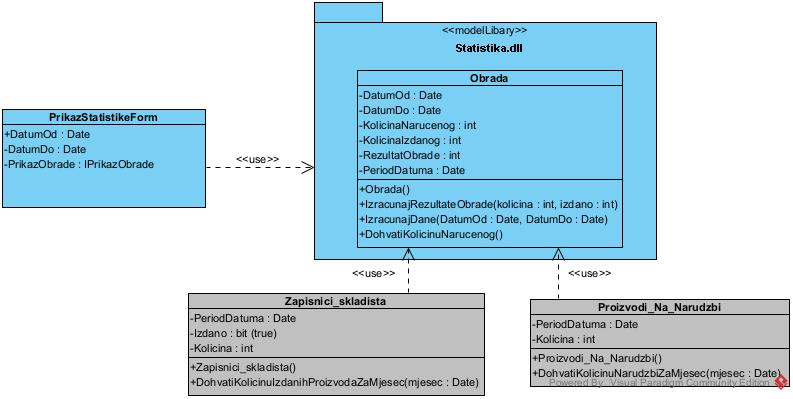 <<modelLibary>>
Statistika.dll
Obrada
-DatumOd : Date
-DatumDo : Date
-KolicinaNarucenog : int
-KolicinaIzdanog : int
-RezultatObrade : int
-PeriodDatuma : Date
+Obrada()
+IzracunajRezultateObrade(kolicina : int, izdano : int)
+IzracunajDane(DatumOd : Date, DatumDo : Date)
+DohvatiKolicinuNarucenog()
PrikazStatistikeForm
+DatumOd : Date
-DatumDo : Date
-PrikazObrade : IPrikazObrade
<<use>>
<<use>>
<<use>>
Zapisnici_skladista
-PeriodDatuma : Date
-Izdano : bit (true)
-Kolicina : int
+Zapisnici_skladista()
+DohvatiKolicinuIzdanihProizvodaZaMjesec(mjesec : Date)
Proizvodi_Na_Narudzbi
-PeriodDatuma : Date
-Kolicina : int
+Proizvodi_Na_Narudzbi()
+DohvatiKolicinuNarudzbiZaMjesec(mjesec : Date)
Powered By: Visual Paradigm Community Edition